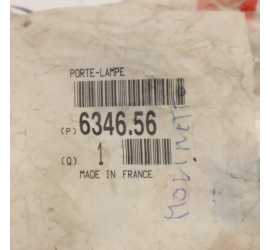 PORTE-LAMPE
(P) 6346.56
(Q) 1
MADE IN FRANCE